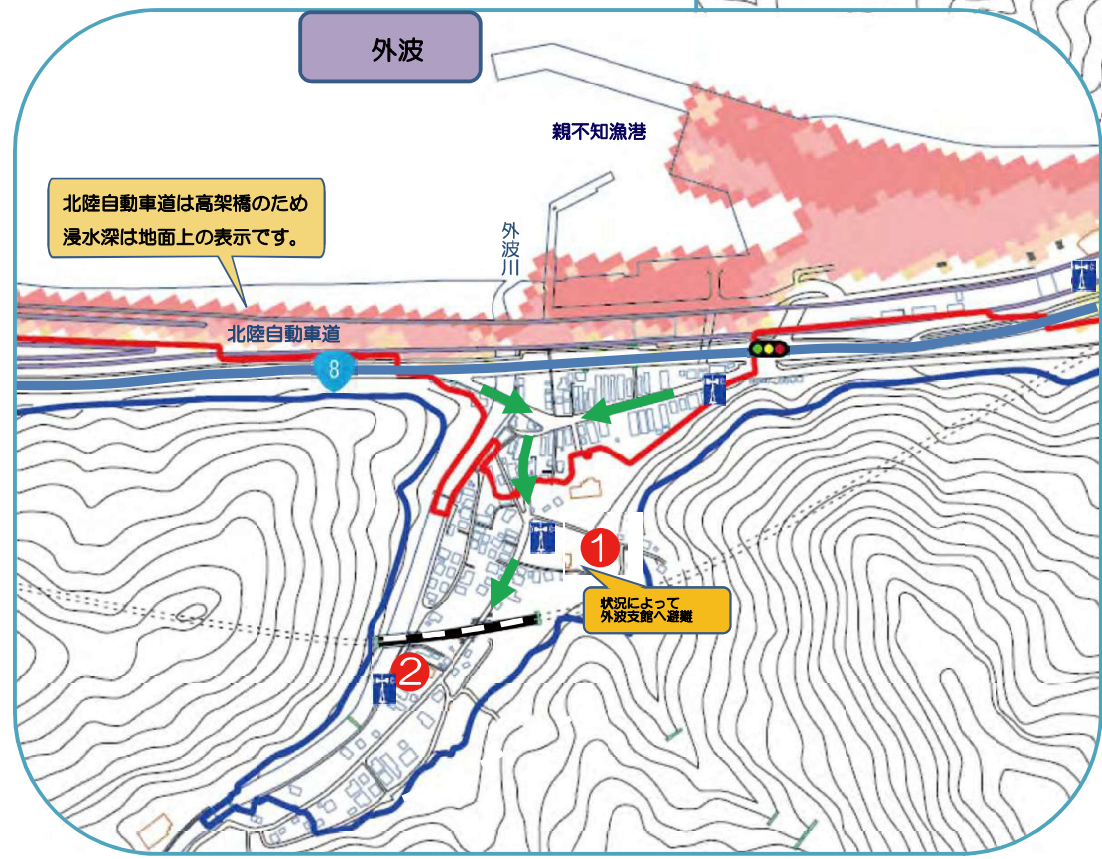 外波
親不知漁港
北陸自動車道は高架橋のため
浸水深は地面上の表示です。
外波川
北陸自動車道
8
1
状況によって
外波支館へ避難
2